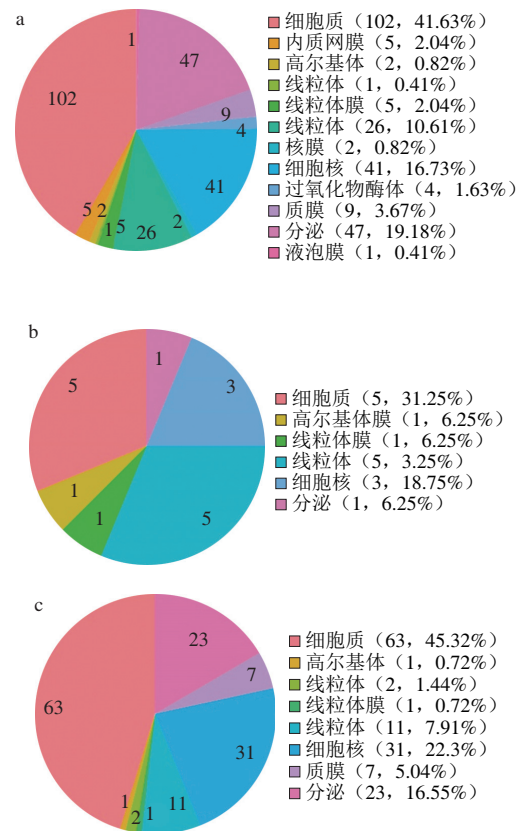 a
1
47
9
4
41
2
26
5
1
2
5
102
细胞质（102，41.63%）
内质网膜（5，2.04%）
高尔基体（2，0.82%）
线粒体（1，0.41%）
线粒体膜（5，2.04%）
线粒体（26，10.61%）
核膜（2，0.82%）
细胞核（41，16.73%）
过氧化物酶体（4，1.63%）
质膜（9，3.67%）
分泌（47，19.18%）
液泡膜（1，0.41%）
b
1
3
5
1
1
5
细胞质（5，31.25%）
高尔基体膜（1，6.25%）
线粒体膜（1，6.25%）
线粒体（5，3.25%）
细胞核（3，18.75%）
分泌（1，6.25%）
c
23
7
31
11
1
2
1
63
细胞质（63，45.32%）
高尔基体（1，0.72%）
线粒体（2，1.44%）
线粒体膜（1，0.72%）
线粒体（11，7.91%）
细胞核（31，22.3%）
质膜（7，5.04%）
分泌（23，16.55%）